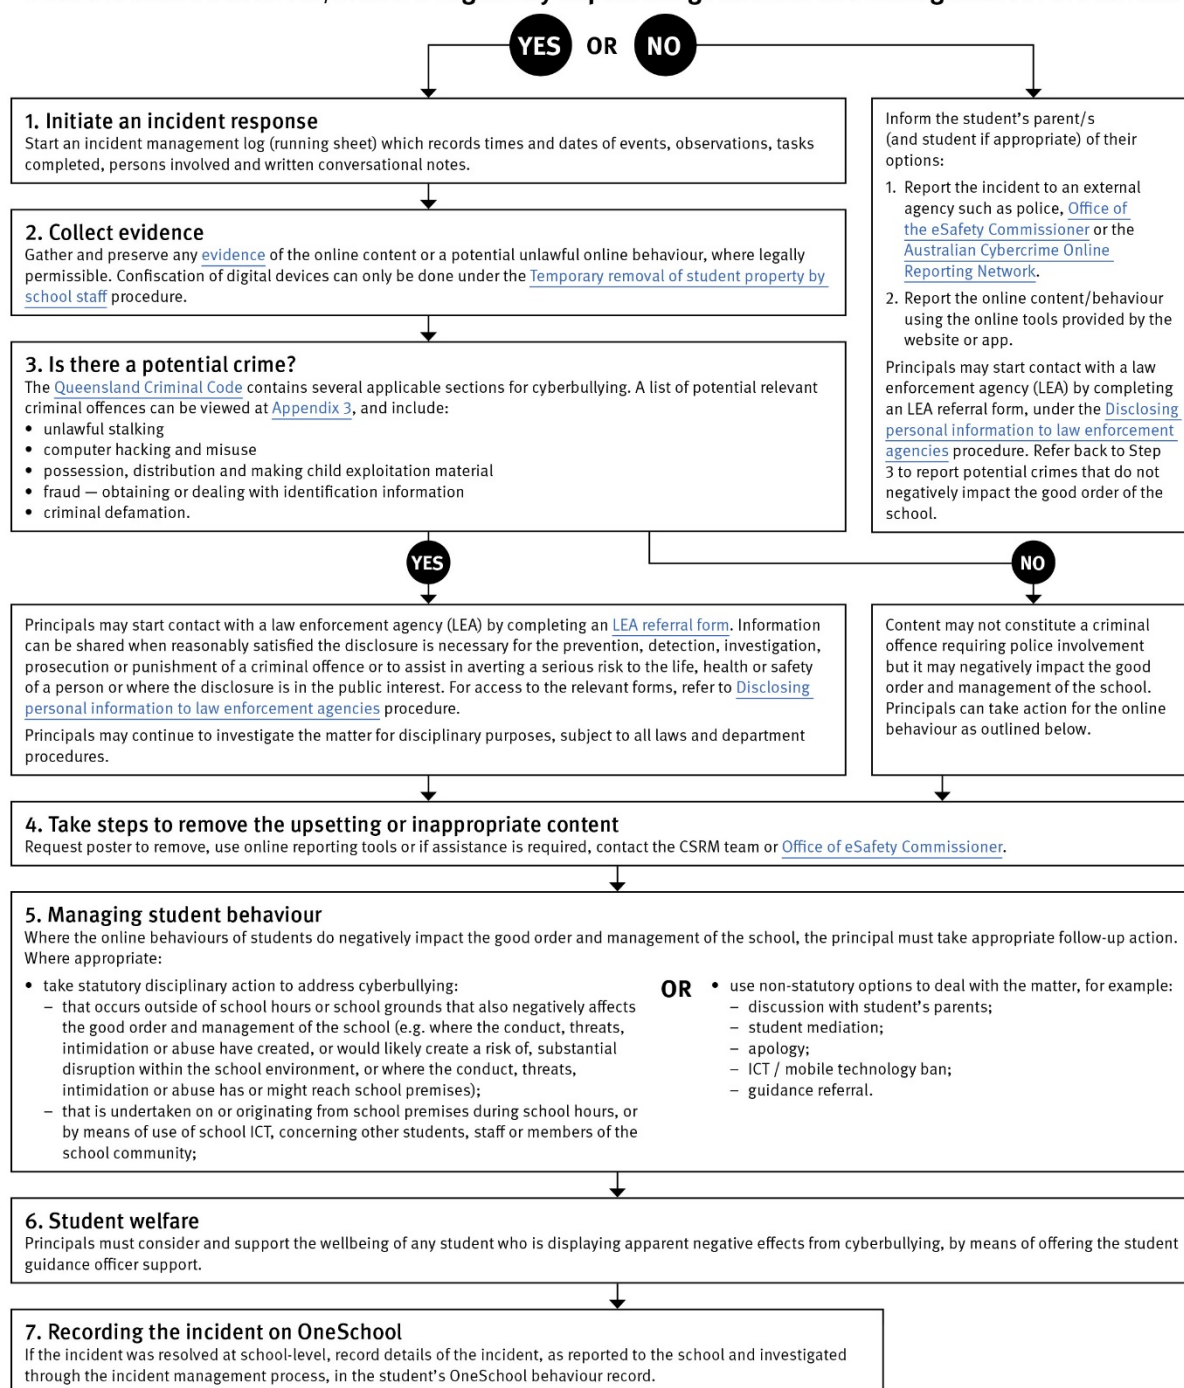 YES OR NO
1. Initiate an incident response
Start an incident management log (running sheet) which records times and dates of events, observations, tasks
completed, persons involved and written conversational notes.
2. Collect evidence
Gather and preserve any evidence of the online content or a potential unlawful online behaviour, where legally
permissible. Confiscation of digital devices can only be done under the Temporary removal of student property by
school staff procedure.
3. Is there a potential crime?
The Queensland Criminal Code contains several applicable sections for cyberbullying. A list of potential relevant
criminal offences can be viewed at Appendix 3, and include:
• unlawful stalking
• computer hacking and misuse
• possession, distribution and making child exploitation material
• fraud — obtaining or dealing with identification information
• criminal defamation.
Inform the student's parent/s
(and student if appropriate) of their
options:
1. Report the incident to an external
agency such as police, Office of
the eSafety Commissioner or the
Australian Cybercrime Online
Reporting Network.
2. Report the online content/behaviour
using the online tools provided by the
website or app.
Principals may start contact with a law
enforcement agency (LEA) by completing
an LEA referral form, under the Disclosing
personal information to law enforcement
agencies procedure. Refer back to Step
3 to report potential crimes that do not
negatively impact the good order of the
school.
YES
NO
Principals may start contact with a law enforcement agency (LEA) by completing an LEA referral form. Information
can be shared when reasonably satisfied the disclosure is necessary for the prevention, detection, investigation,
prosecution or punishment of a criminal offence or to assist in averting a serious risk to the life, health or safety
of a person or where the disclosure is in the public interest. For access to the relevant forms, refer to Disclosing
personal information to law enforcement agencies procedure.
Principals may continue to investigate the matter for disciplinary purposes, subject to all laws and department
procedures.
Content may not constitute a criminal
offence requiring police involvement
but it may negatively impact the good
order and management of the school.
Principals can take action for the online
behaviour as outlined below.
4. Take steps to remove the upsetting or inappropriate content
Request poster to remove, use online reporting tools or if assistance is required, contact the CSRM team or Office of eSafety Commissioner.
5. Managing student behaviour
Where the online behaviours of students do negatively impact the good order and management of the school, the principal must take appropriate follow-up action.
Where appropriate:
• take statutory disciplinary action to address cyberbullying:
– that occurs outside of school hours or school grounds that also negatively affects
the good order and management of the school (e.g. where the conduct, threats,
intimidation or abuse have created, or would likely create a risk of, substantial
disruption within the school environment, or where the conduct, threats,
intimidation or abuse has or might reach school premises);
– that is undertaken on or originating from school premises during school hours, or
by means of use of school ICT, concerning other students, staff or members of the
school community;
OR
• use non-statutory options to deal with the matter, for example:
– discussion with student's parents;
– student mediation;
– apology;
– ICT / mobile technology ban;
– guidance referral.
6. Student welfare
Principals must consider and support the wellbeing of any student who is displaying apparent negative effects from cyberbullying, by means of offering the student
guidance officer support.
7. Recording the incident on OneSchool
If the incident was resolved at school-level, record details of the incident, as reported to the school and investigated
through the incident management process, in the student's OneSchool behaviour record.